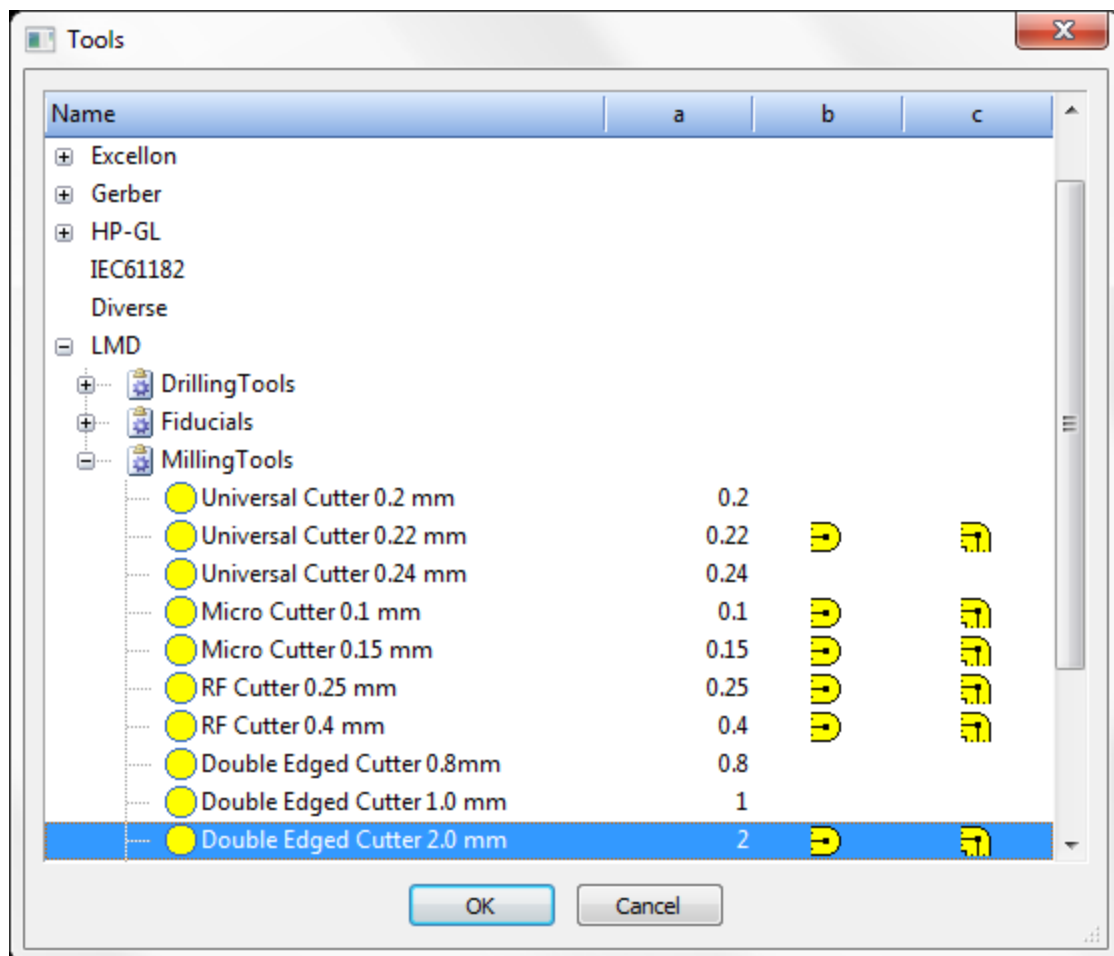 Tools
Name a b c
Excellon
Gerber
HP-GL
IEC61182
Diverse
LMD
DrillingTools
Fiducials
MillingTools
Universal Cutter 0.2 mm 0.2
Universal Cutter 0.22 mm 0.22
Universal Cutter 0.24 mm 0.24
Micro Cutter 0.1 mm 0.1
Micro Cutter 0.15 mm 0.15
RF Cutter 0.25 mm 0.25
RF Cutter 0.4 mm 0.4
Double Edged Cutter 0.8mm 0.8
Double Edged Cutter 1.0 mm 1
Double Edged Cutter 2.0 mm 2
OK Cancel